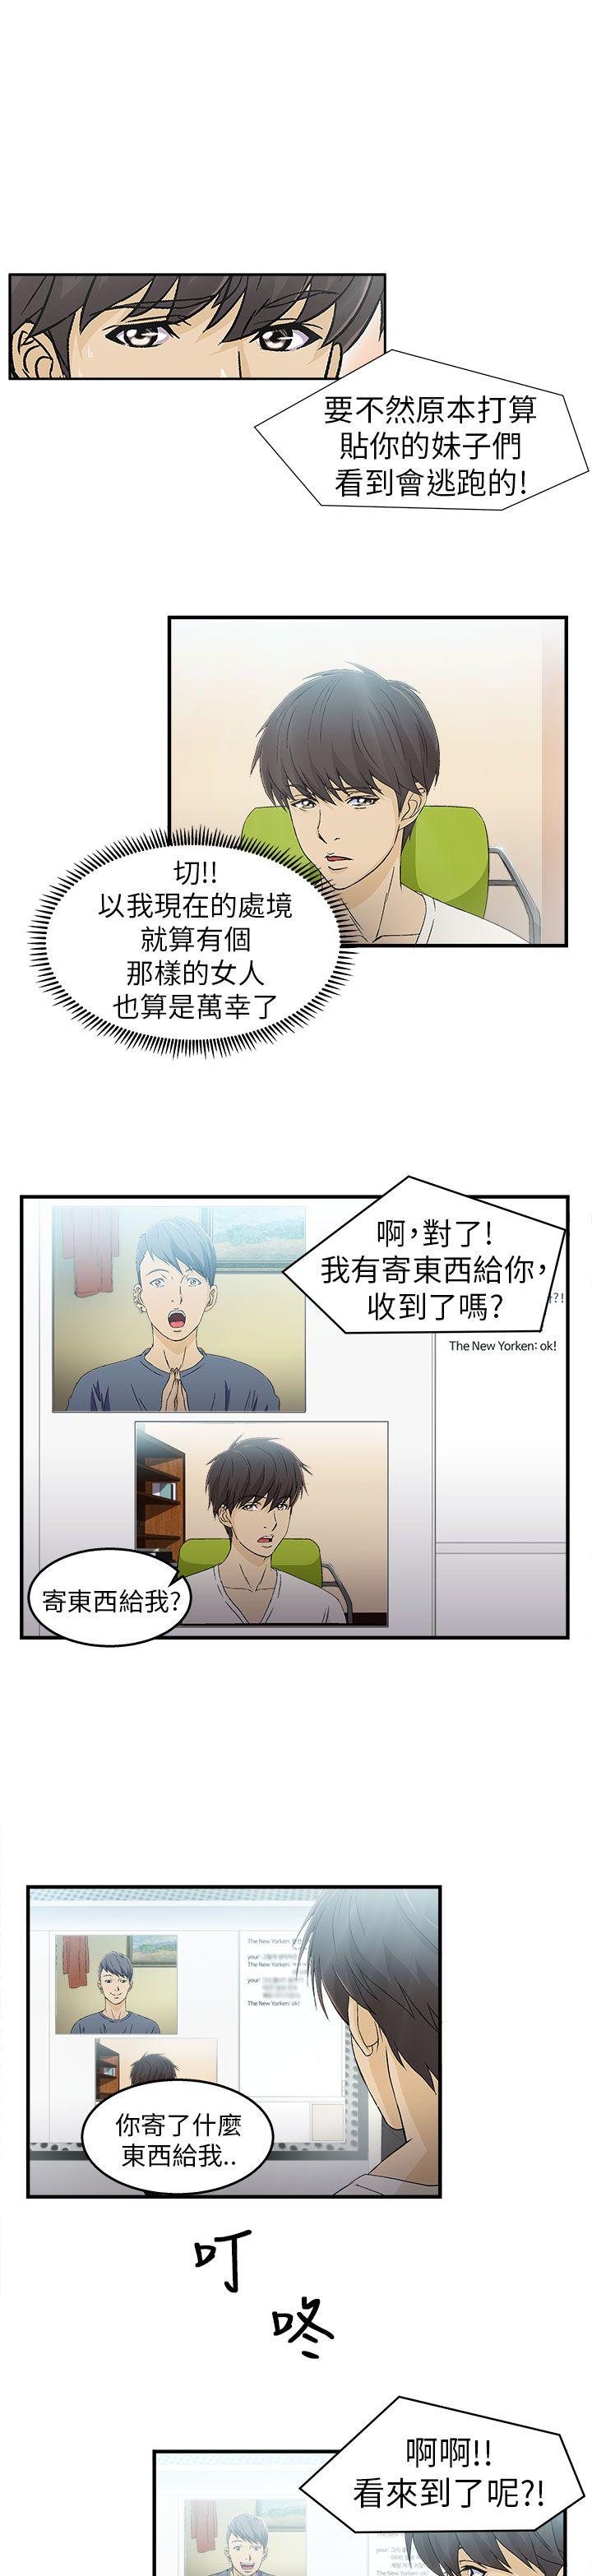 要不然原本打算
貼你的妹子們
看到會逃跑的!
切!!
以我現在的處境
就算有個
那樣的女人
也算是萬幸了
啊,對了!
我有寄東西給你,
收到了嗎?
?!
The New Yorken: ok!
寄東西給我?
The New Yorken:
your:
The New Yorken:
your:
The New Yorken: ok!
你寄了什麼
東西給我..
叮
咚
啊啊!!
看來到了呢?!